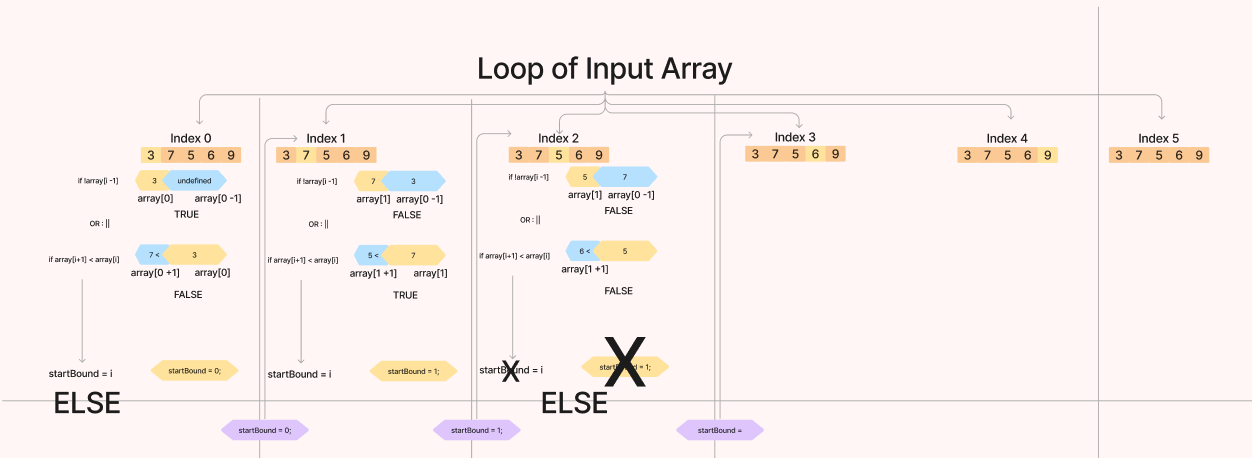 Loop of Input Array
Index 0
3 7 5 6 9
if !array[i -1]
3
undefined
array[0]
array[0 -1]
TRUE
OR : ||
if array[i+1] < array[i]
7 <
3
array[0 +1]
array[0]
FALSE
startBound = i
startBound = 0;
ELSE
startBound = 0;
Index 1
3 7 5 6 9
if !array[i -1]
7
3
array[1]
array[0 -1]
FALSE
OR : ||
if array[i+1] < array[i]
5 <
7
array[1 +1]
array[1]
TRUE
startBound = i
startBound = 1;
startBound = 1;
Index 2
3 7 5 6 9
if !array[i -1]
5
7
array[1]
array[0 -1]
FALSE
OR : ||
if array[i+1] < array[i]
6 <
5
array[1 +1]
FALSE
startBound = i
X
startBound = 1;
X
ELSE
startBound =
Index 3
3 7 5 6 9
Index 4
3 7 5 6 9
Index 5
3 7 5 6 9